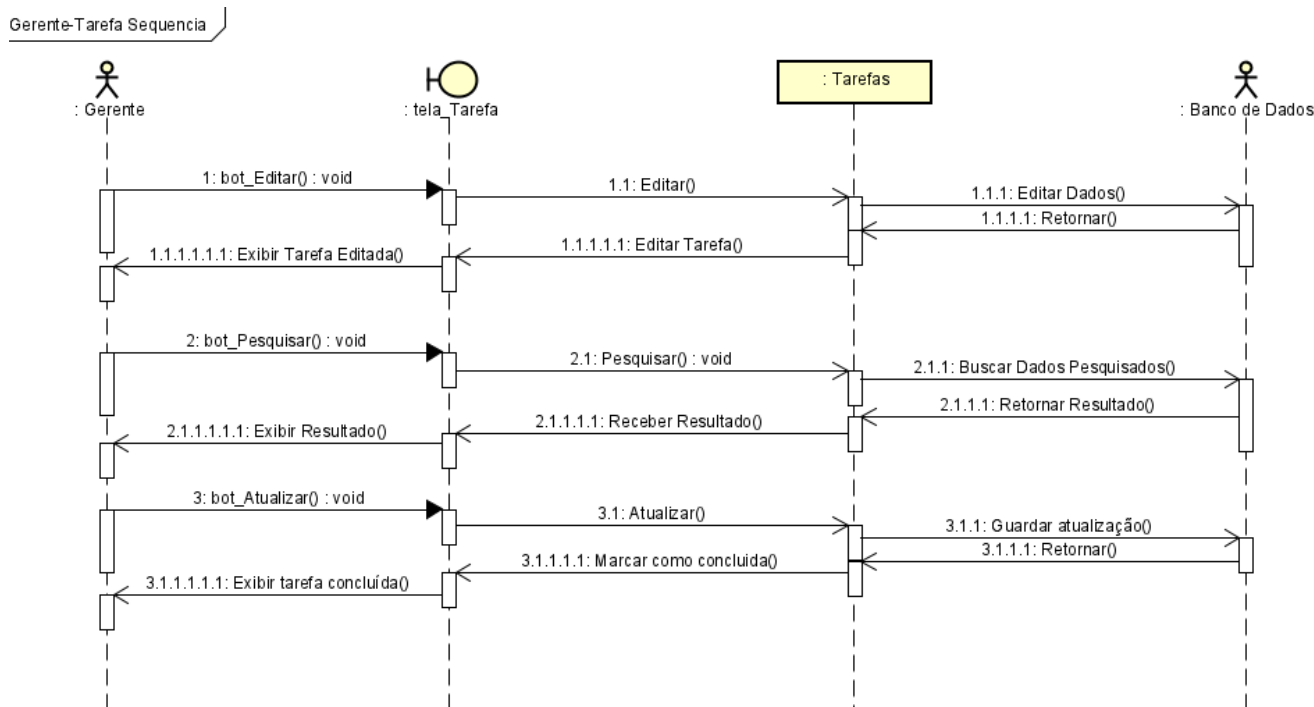 Gerente-Tarefa Sequencia
: Gerente
: tela_Tarefa
: Tarefas
: Banco de Dados
1: bot_Editar() : void
1.1: Editar()
1.1.1: Editar Dados()
1.1.1.1: Retornar()
1.1.1.1.1: Editar Tarefa()
1.1.1.1.1.1: Exibir Tarefa Editada()
2: bot_Pesquisar() : void
2.1: Pesquisar() : void
2.1.1: Buscar Dados Pesquisados()
2.1.1.1: Retornar Resultado()
2.1.1.1.1: Receber Resultado()
2.1.1.1.1.1: Exibir Resultado()
3: bot_Atualizar() : void
3.1: Atualizar()
3.1.1: Guardar atualização()
3.1.1.1: Retornar()
3.1.1.1.1: Marcar como concluida()
3.1.1.1.1.1: Exibir tarefa concluída()